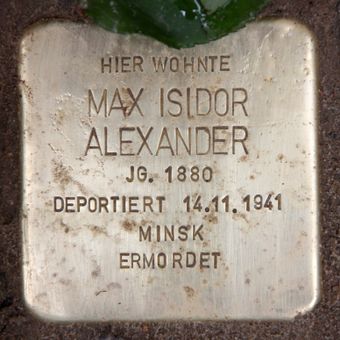 HIER WOHNTE
MAX ISIDOR
ALEXANDER
JG. 1880
DEPORTIERT 14.11.1941
MINSK
ERMORDET